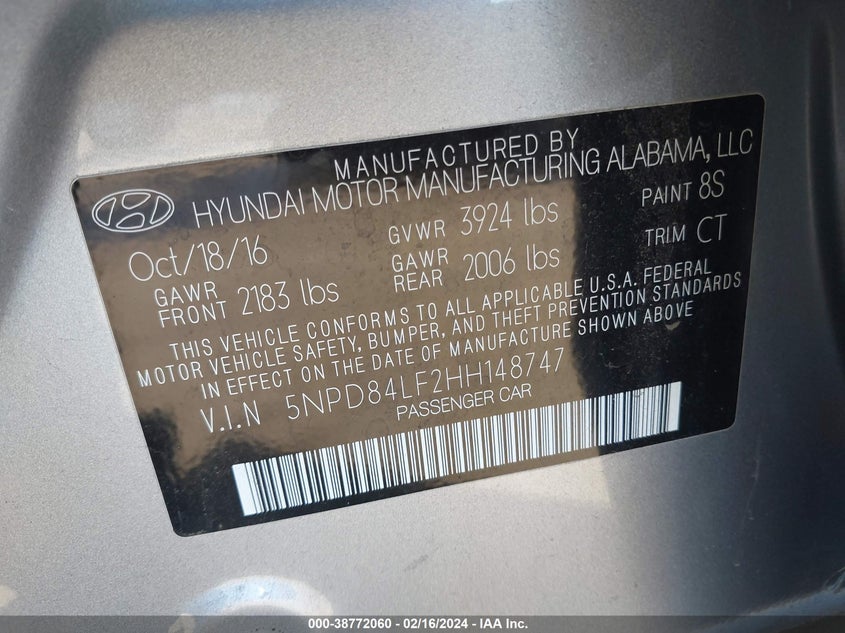 MANUFACTURED BY
HYUNDAI MOTOR MANUFACTURING ALABAMA, LLC
Oct/18/16 GVWR 3924 lbs PAINT 8S
GAWR FRONT 2183 lbs GAWR REAR 2006 lbs TRIM CT
THIS VEHICLE CONFORMS TO ALL APPLICABLE U.S.A. FEDERAL
MOTOR VEHICLE SAFETY, BUMPER, AND THEFT PREVENTION STANDARDS
IN EFFECT ON THE DATE OF MANUFACTURE SHOWN ABOVE
V.I.N 5NPD84LF2HH148747
PASSENGER CAR
000-38772060 - 02/16/2024 - IAA Inc.